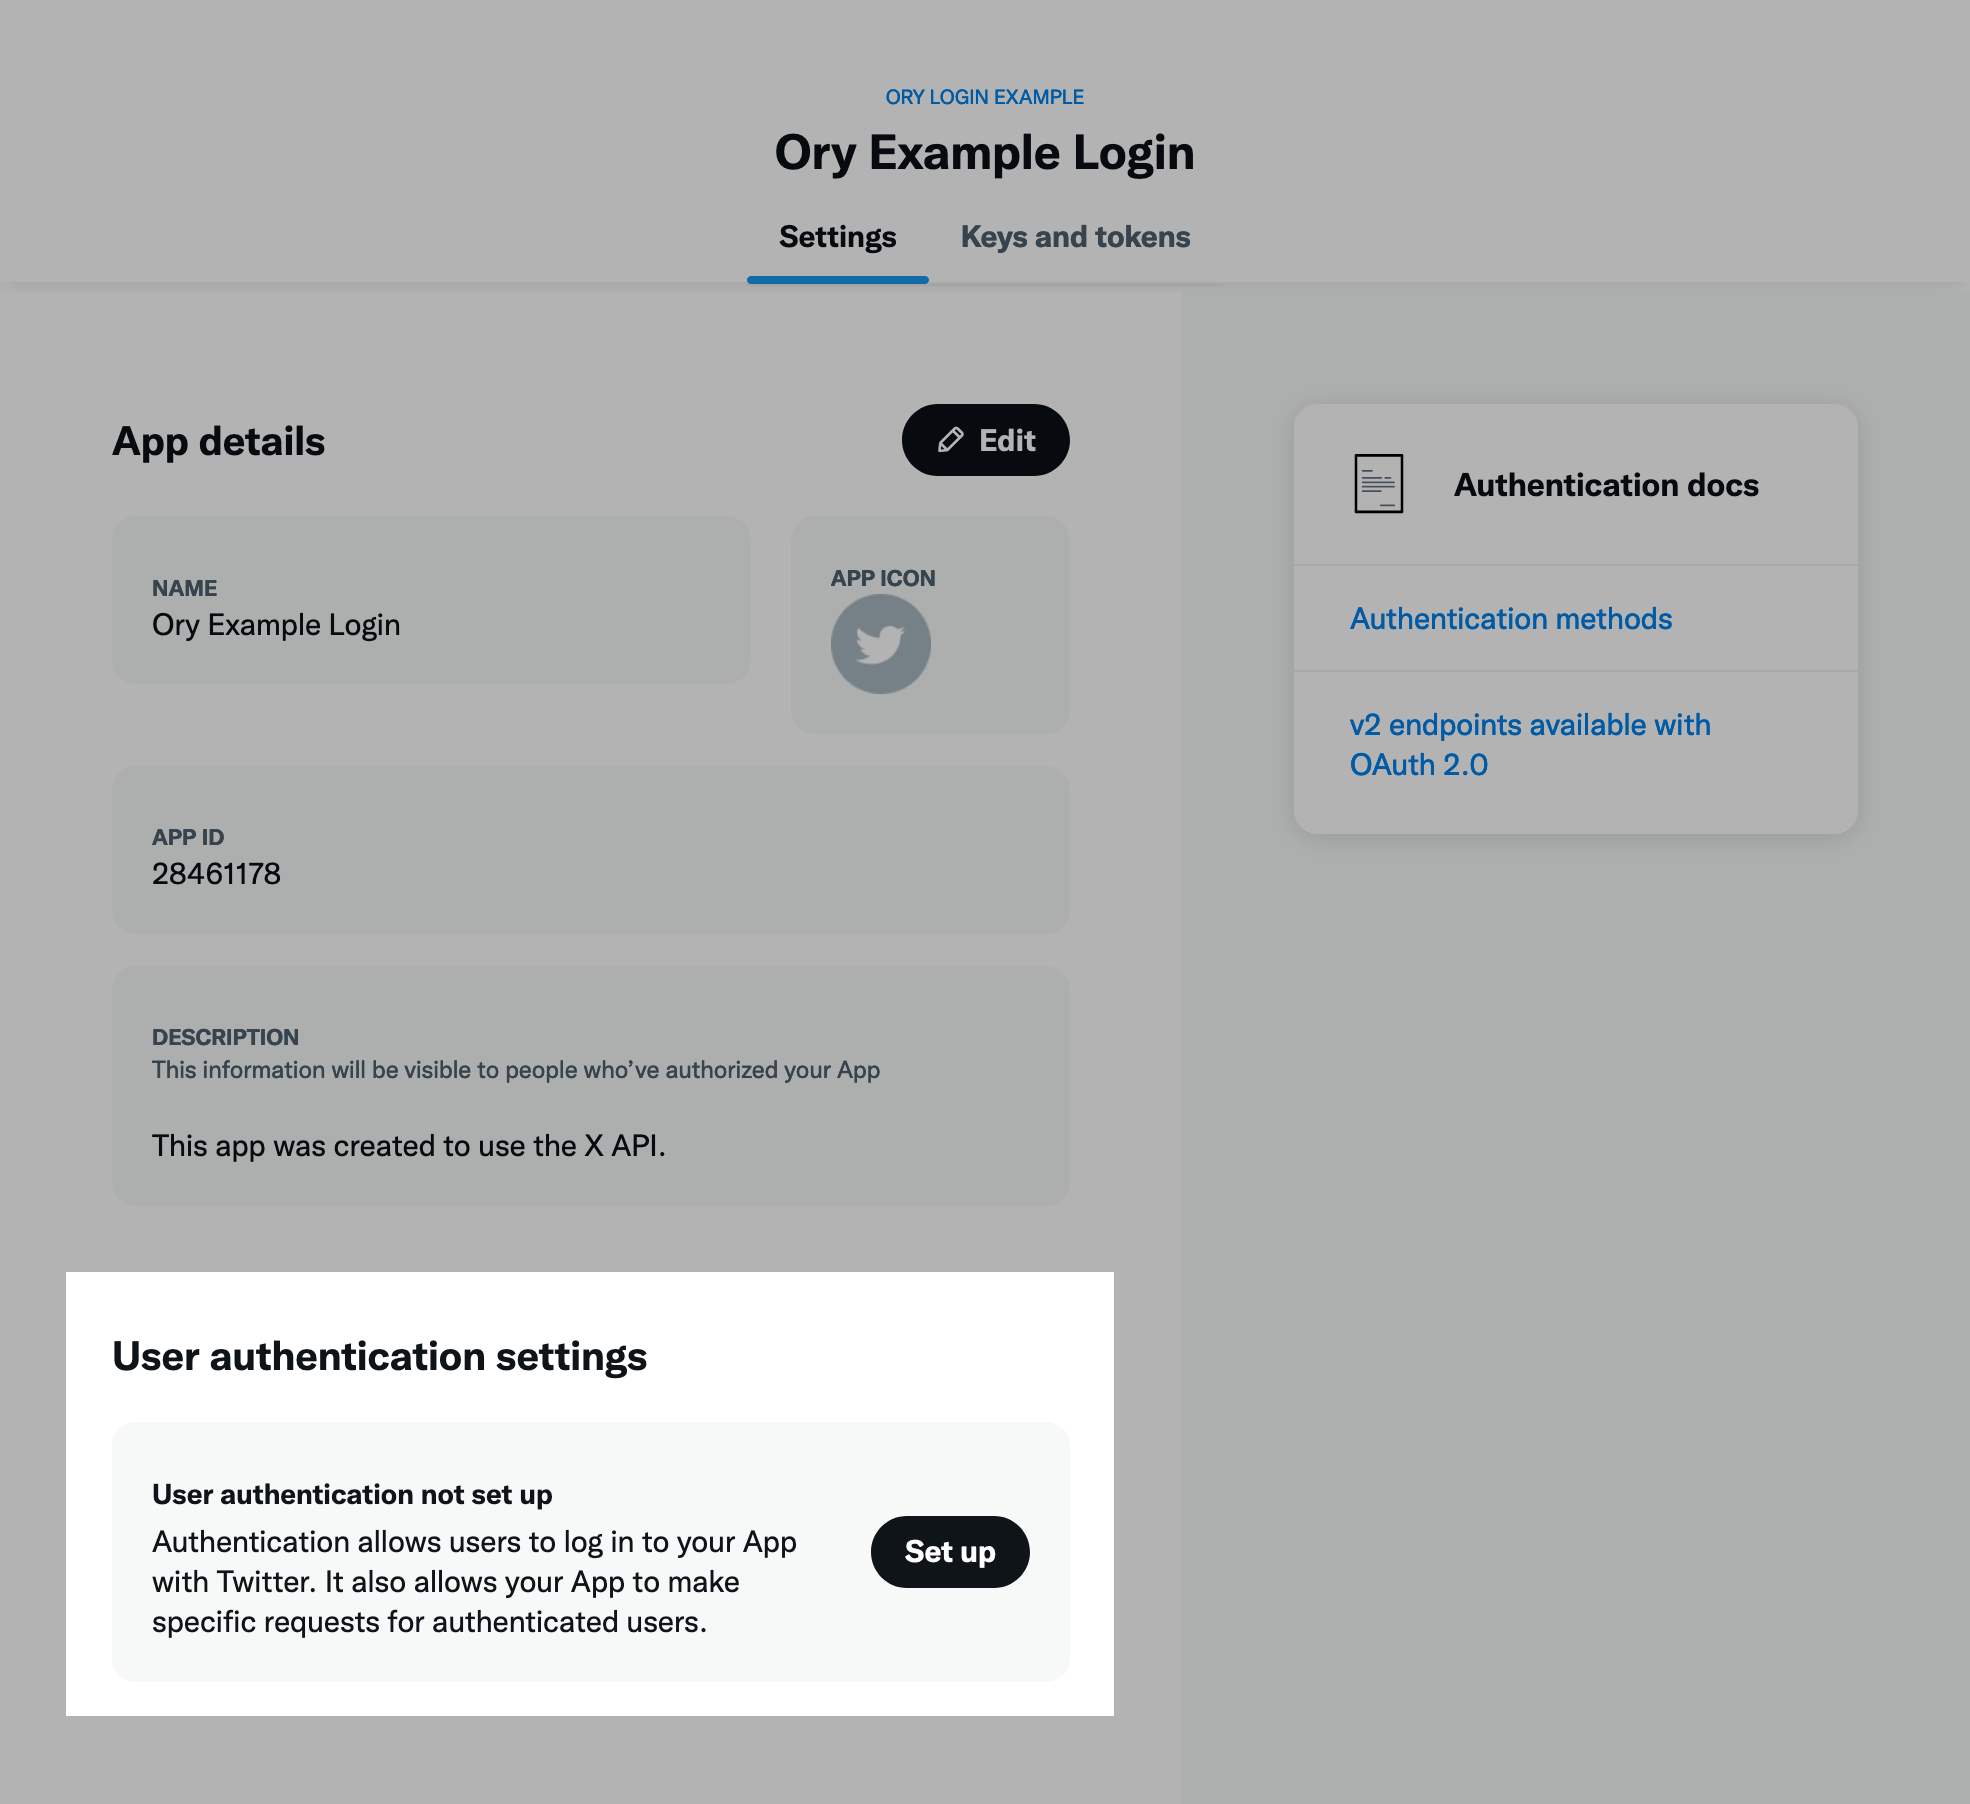 ORY LOGIN EXAMPLE
Ory Example Login
Settings
Keys and tokens
App details
Edit
NAME
Ory Example Login
APP ICON
APP ID
28461178
DESCRIPTION
This information will be visible to people who’ve authorized your App
This app was created to use the X API.
User authentication settings
User authentication not set up
Authentication allows users to log in to your App
with Twitter. It also allows your App to make
specific requests for authenticated users.
Set up
Authentication docs
Authentication methods
v2 endpoints available with
OAuth 2.0